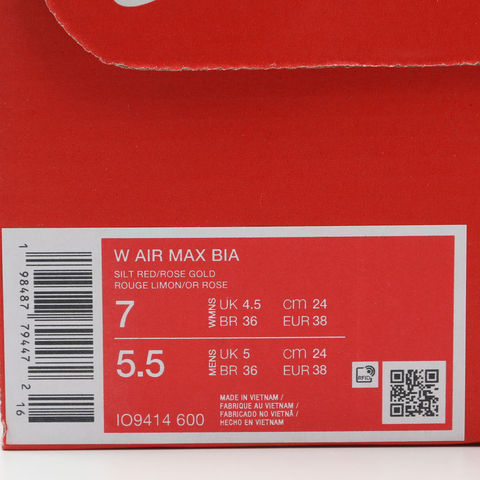 W AIR MAX BIA
SILT RED/ROSE GOLD
ROUGE LIMON/OR ROSE
7 WMNS UK 4.5 cm 24
BR 36 EUR 38
5.5 MENS UK 5 cm 24
BR 36 EUR 38
IO9414 600
MADE IN VIETNAM /
FABRIQUE AU VIETNAM /
FABRICADO NO VIETNÃ /
HECHO EN VIETNAM
RFID
1 98487 79447 2 16